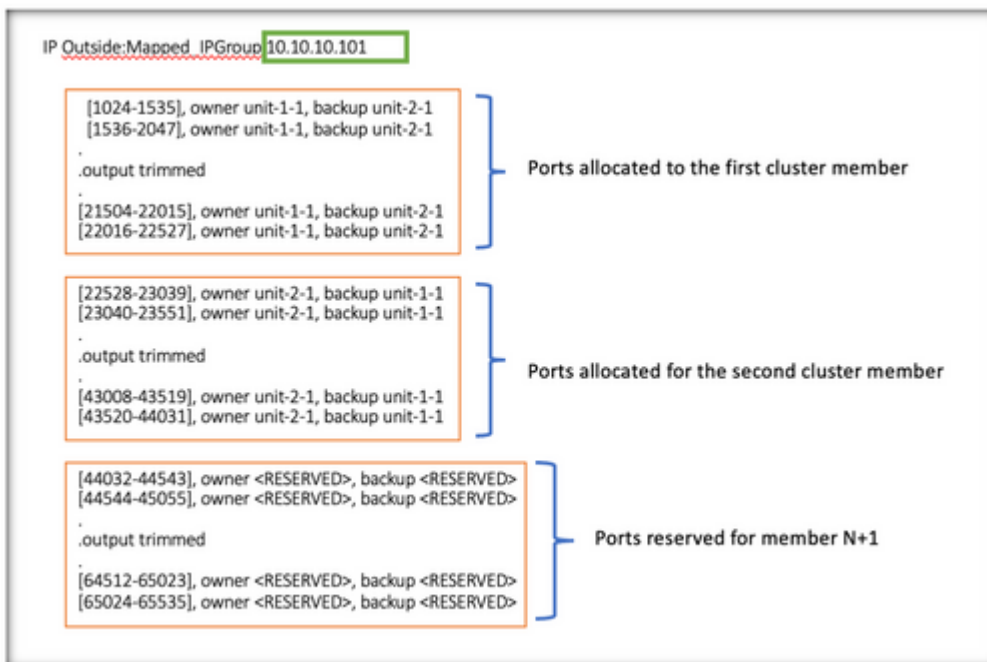 IP Outside:Mapped_IPGroup 10.10.10.101
[1024-1535], owner unit-1-1, backup unit-2-1
[1536-2047], owner unit-1-1, backup unit-2-1
.
.output trimmed
.
[21504-22015], owner unit-1-1, backup unit-2-1
[22016-22527], owner unit-1-1, backup unit-2-1
Ports allocated to the first cluster member
[22528-23039], owner unit-2-1, backup unit-1-1
[23040-23551], owner unit-2-1, backup unit-1-1
.
.output trimmed
.
[43008-43519], owner unit-2-1, backup unit-1-1
[43520-44031], owner unit-2-1, backup unit-1-1
Ports allocated for the second cluster member
[44032-44543], owner <RESERVED>, backup <RESERVED>
[44544-45055], owner <RESERVED>, backup <RESERVED>
.
.output trimmed
.
[64512-65023], owner <RESERVED>, backup <RESERVED>
[65024-65535], owner <RESERVED>, backup <RESERVED>
Ports reserved for member N+1